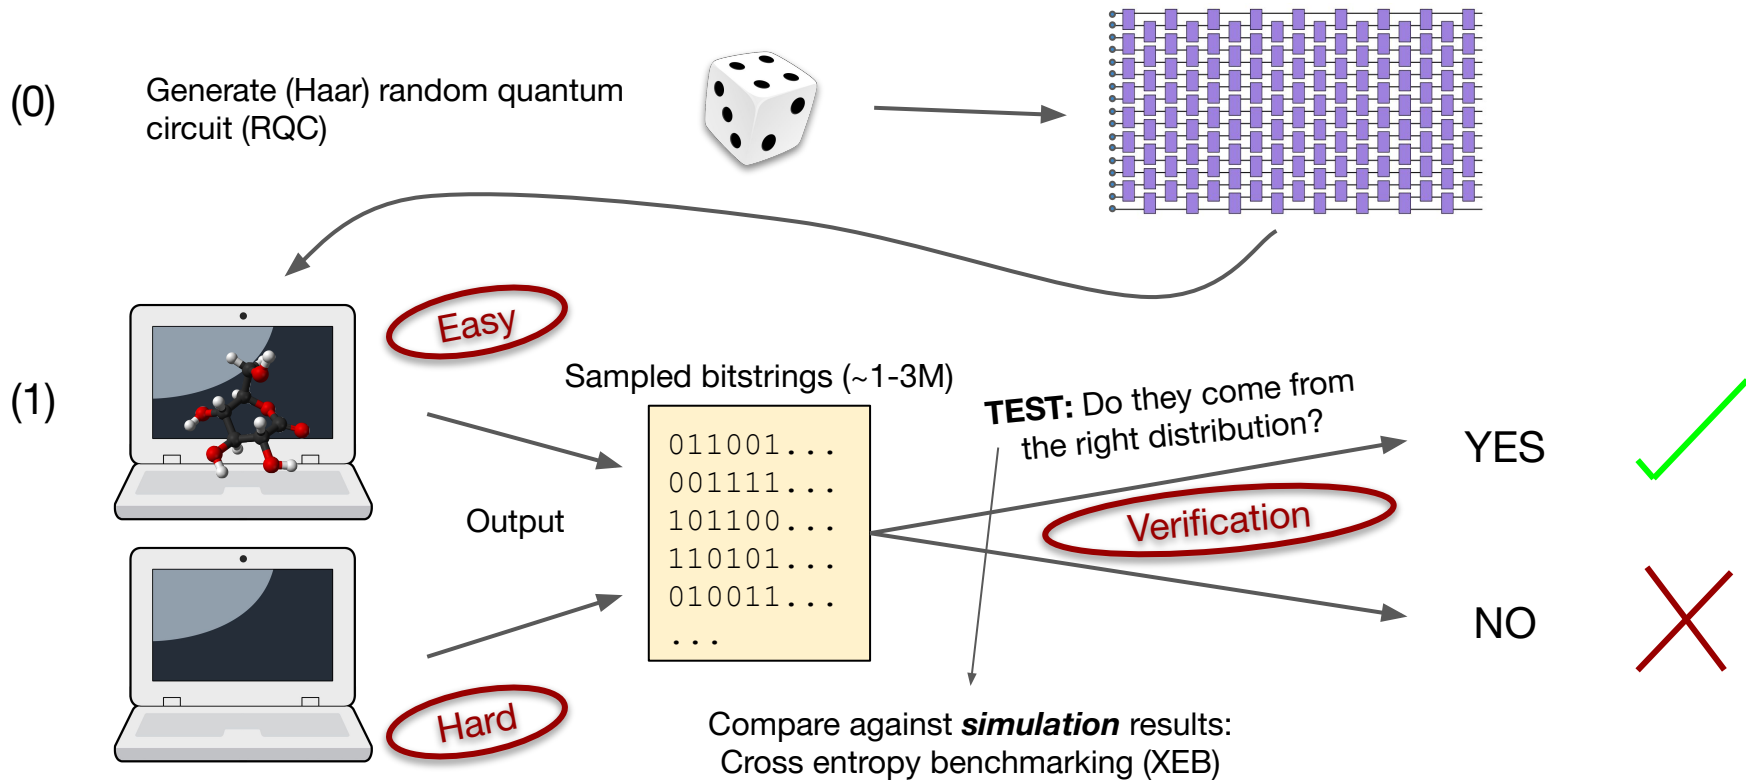 (0)
Generate (Haar) random quantum
circuit (RQC)
(1)
Easy
Sampled bitstrings (~1-3M)
011001...
001111...
101100...
110101...
010011...
...
Output
Hard
TEST: Do they come from
the right distribution?
Verification
YES
NO
Compare against simulation results:
Cross entropy benchmarking (XEB)